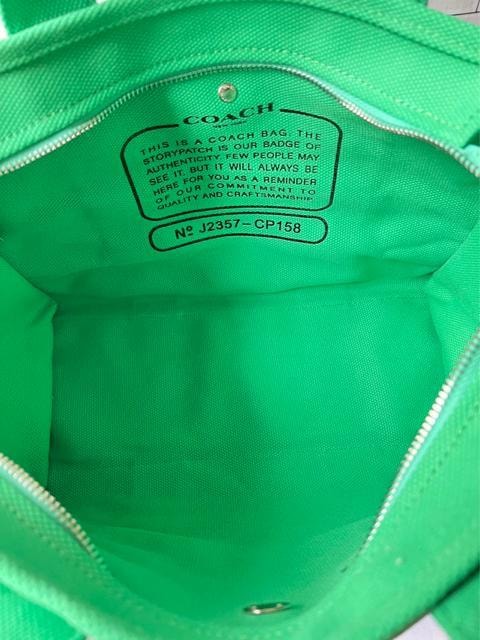 COACH
THIS IS A COACH BAG. THE
STORYPATCH IS OUR BADGE OF
AUTHENTICITY. FEW PEOPLE MAY
SEE IT. BUT IT WILL ALWAYS BE
HERE FOR YOU AS A REMINDER
OF OUR COMMITMENT TO
QUALITY AND CRAFTSMANSHIP
Nº J2357-CP158